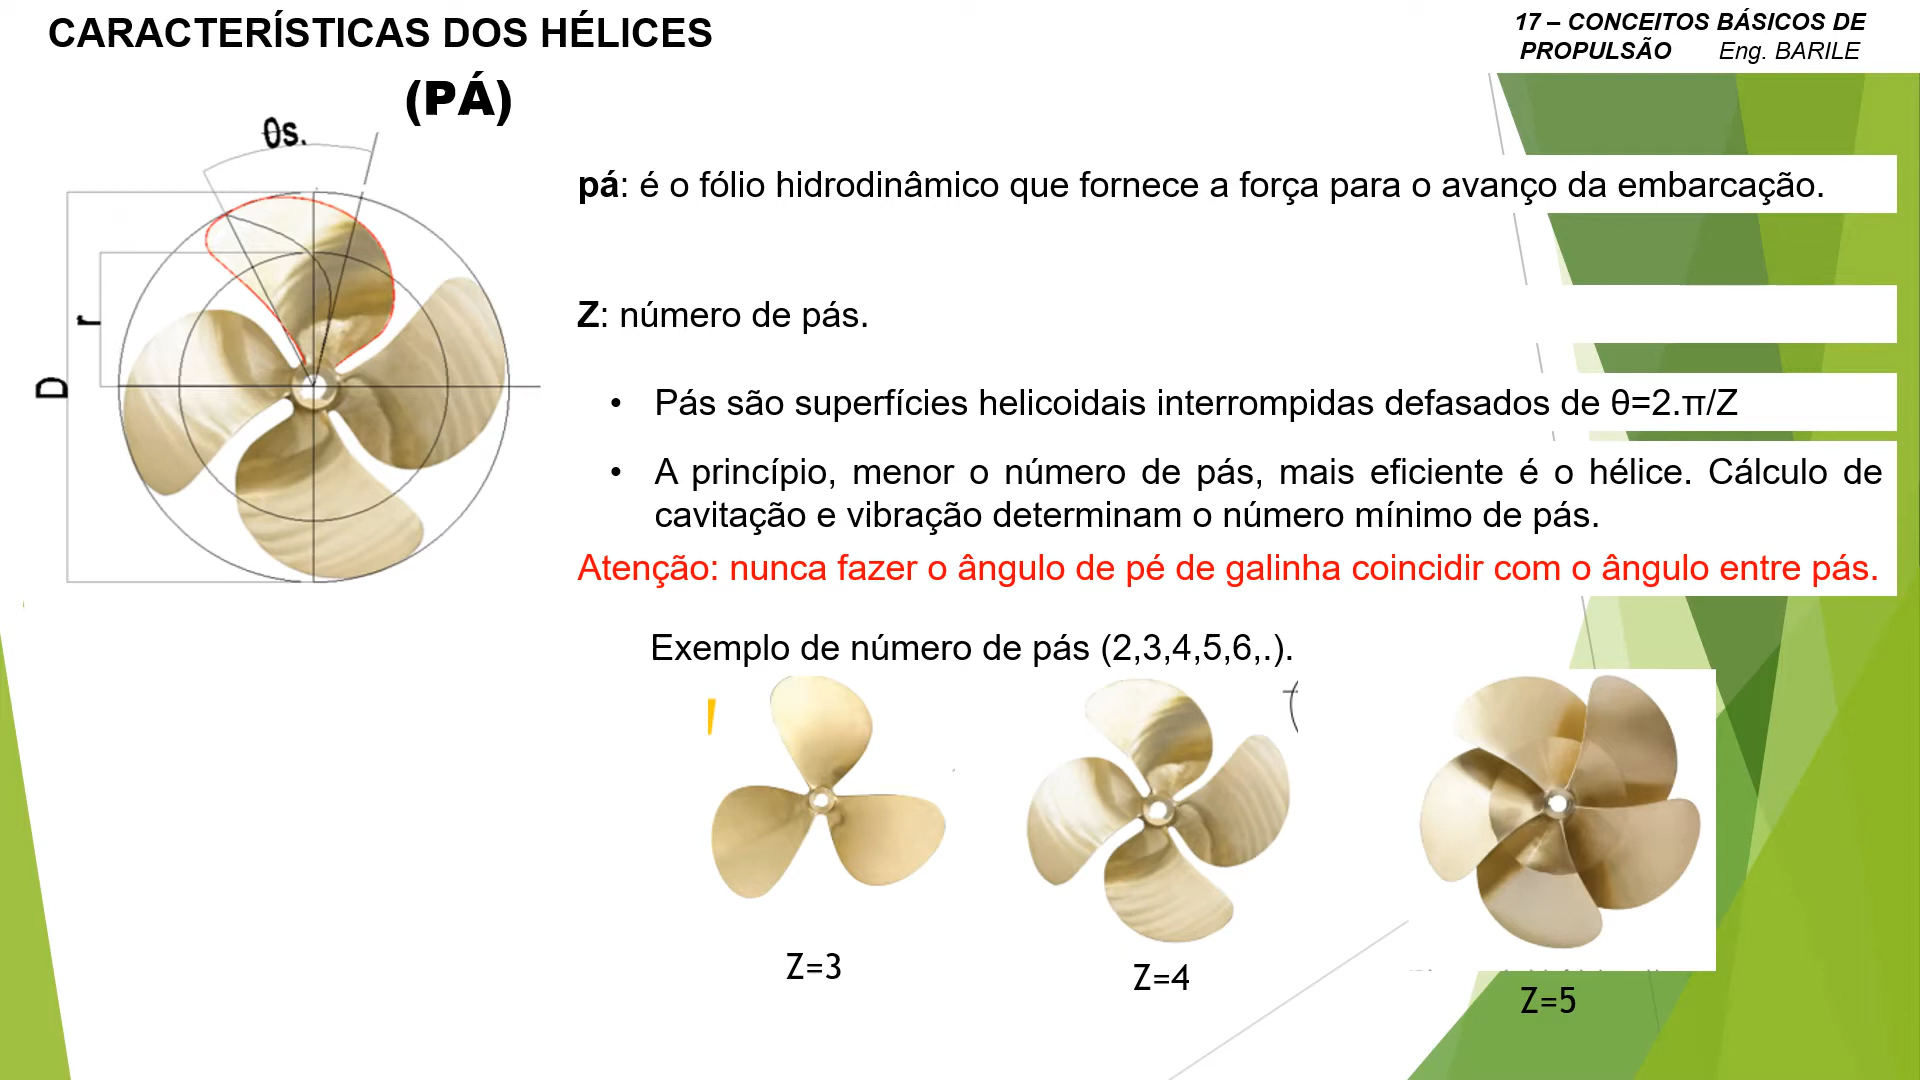 CARACTERÍSTICAS DOS HÉLICES
17 – CONCEITOS BÁSICOS DE
PROPULSÃO Eng. BARILE
(PÁ)
θs.
D
r
pá: é o fólio hidrodinâmico que fornece a força para o avanço da embarcação.
Z: número de pás.
• Pás são superfícies helicoidais interrompidas defasados de θ=2.π/Z
• A princípio, menor o número de pás, mais eficiente é o hélice. Cálculo de
cavitação e vibração determinam o número mínimo de pás.
Atenção: nunca fazer o ângulo de pé de galinha coincidir com o ângulo entre pás.
Exemplo de número de pás (2,3,4,5,6,.).
Z=3
Z=4
Z=5